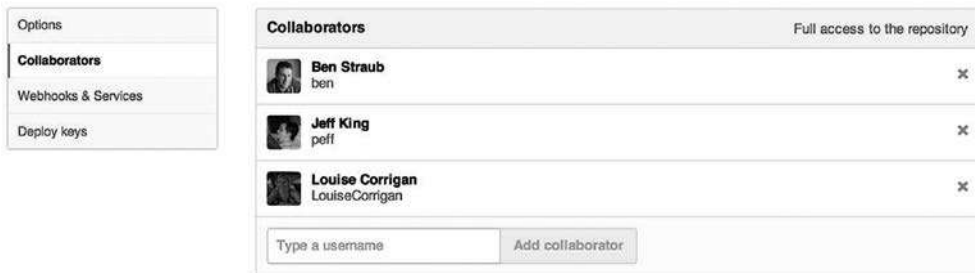 Options
Collaborators
Webhooks & Services
Deploy keys
Collaborators Full access to the repository
Ben Straub
ben
Jeff King
peff
Louise Corrigan
LouiseCorrigan
Type a username Add collaborator